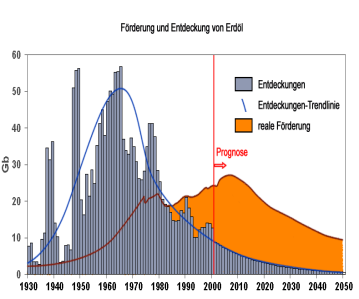 Förderung und Entdeckung von Erdöl
60
50
40
30
20
10
0
Gb
Entdeckungen
Entdeckungen-Trendlinie
reale Förderung
Prognose
1930 1940 1950 1960 1970 1980 1990 2000 2010 2020 2030 2040 2050